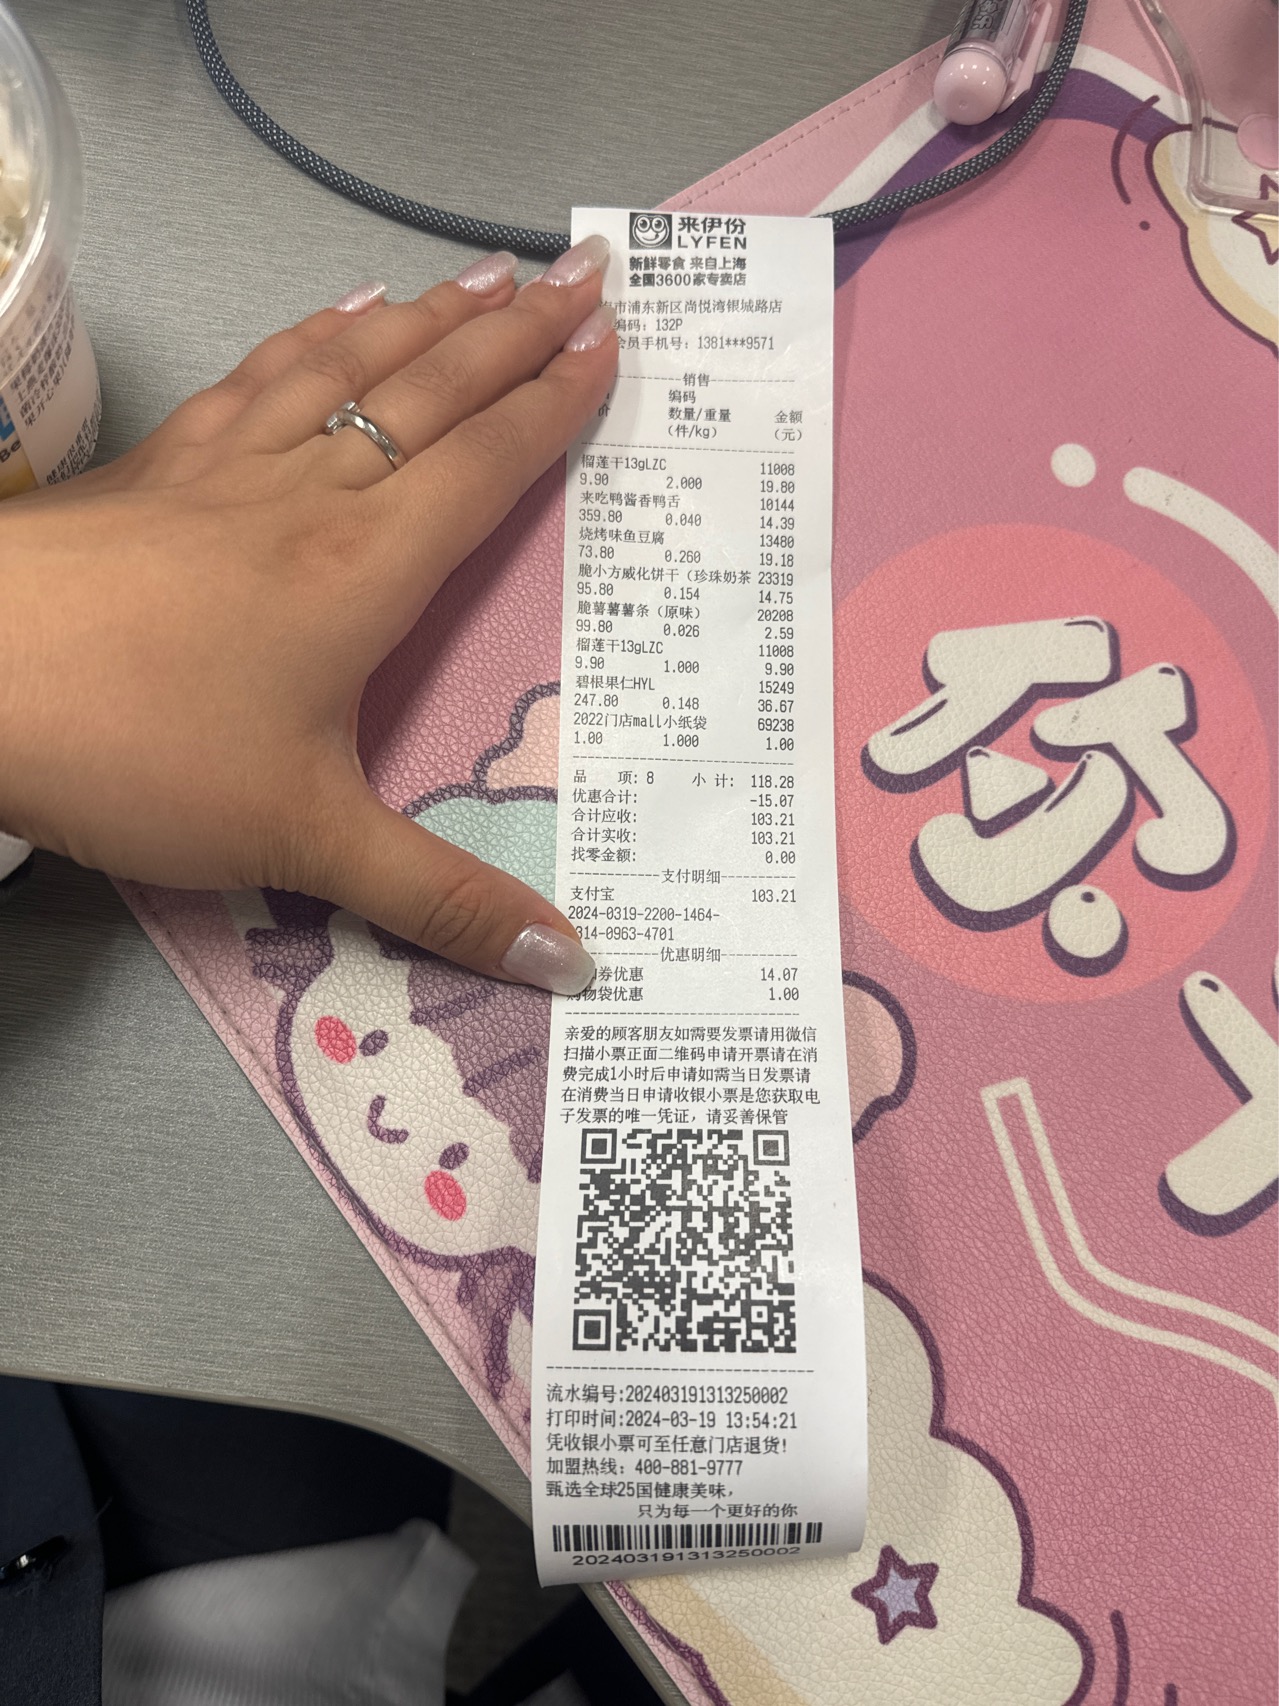 来伊份
LYFEN
新鲜零食 来自上海
全国3600家专卖店
市浦东新区尚悦湾银城路店
编码：132P
会员手机号：1381***9571
销售
编码
价 数量/重量 金额
（件/kg） （元）
榴莲干13gLZC 11008
9.90 2.000 19.80
来吃鸭酱香鸭舌 10144
359.80 0.040 14.39
烧烤味鱼豆腐 13480
73.80 0.260 19.18
脆小方威化饼干（珍珠奶茶 23319
95.80 0.154 14.75
脆薯薯薯条（原味） 20208
99.80 0.026 2.59
榴莲干13gLZC 11008
9.90 1.000 9.90
碧根果仁HYL 15249
247.80 0.148 36.67
2022门店mall小纸袋 69238
1.00 1.000 1.00
品 项: 8 小 计: 118.28
优惠合计: -15.07
合计应收: 103.21
合计实收: 103.21
找零金额: 0.00
支付明细
支付宝 103.21
2024-0319-2200-1464-
314-0963-4701
优惠明细
券优惠 14.07
购物袋优惠 1.00
亲爱的顾客朋友如需要发票请用微信
扫描小票正面二维码申请开票请在消
费完成1小时后申请如需当日发票请
在消费当日申请收银小票是您获取电
子发票的唯一凭证，请妥善保管
流水编号:202403191313250002
打印时间:2024-03-19 13:54:21
凭收银小票可至任意门店退货!
加盟热线：400-881-9777
甄选全球25国健康美味，
只为每一个更好的你
202403191313250002